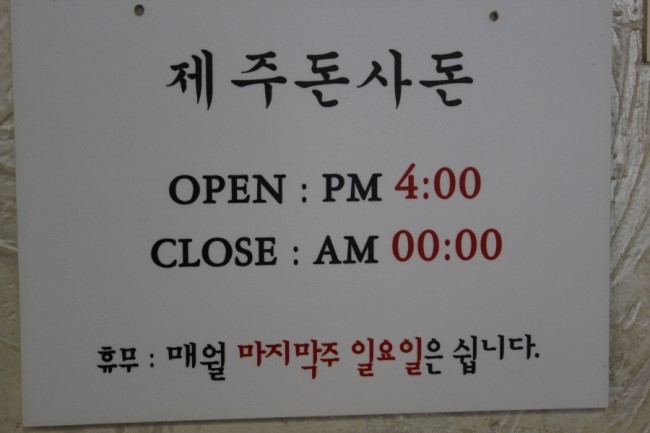 제주돈사돈
OPEN : PM 4:00
CLOSE : AM 00:00
휴무 : 매월 마지막주 일요일은 쉽니다.